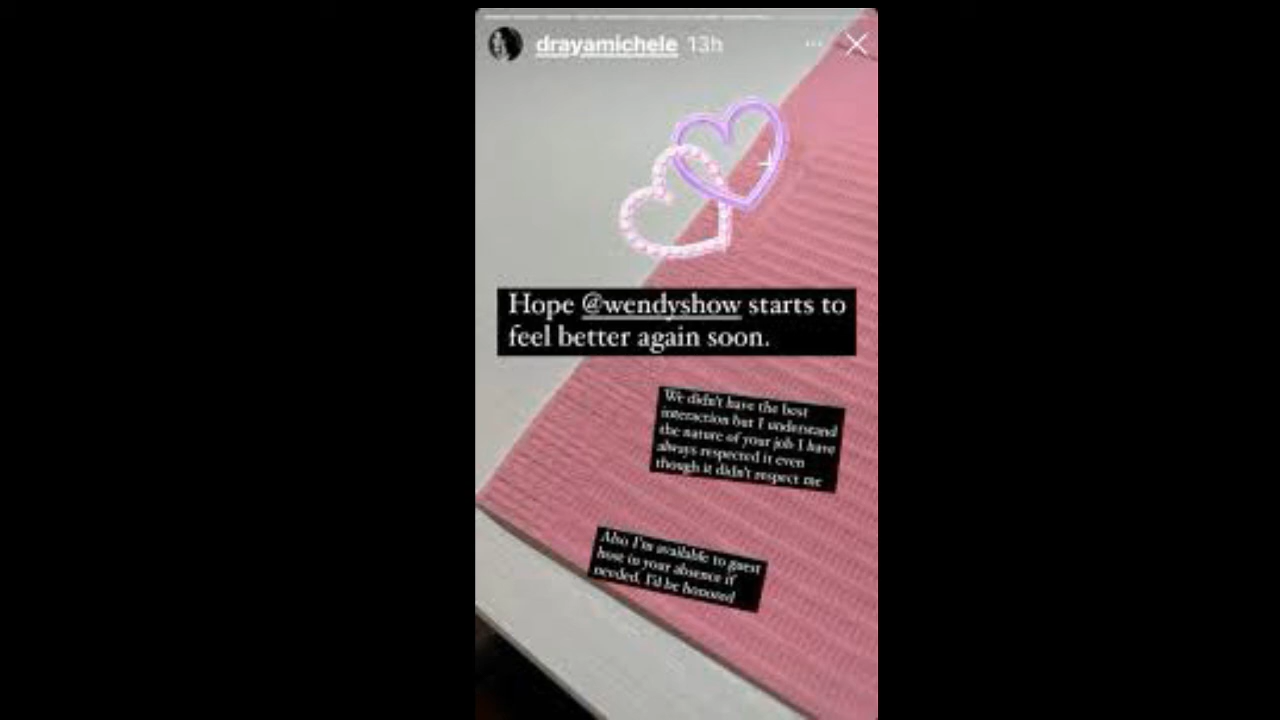 drayamichele 13h
Hope @wendyshow starts to
feel better again soon.
We didn't have the best
interaction but I understand
the nature of your job I have
always respected it even
though it didn't respect me
Also I'm available to guest
host in your absence if
needed. I'd be honored